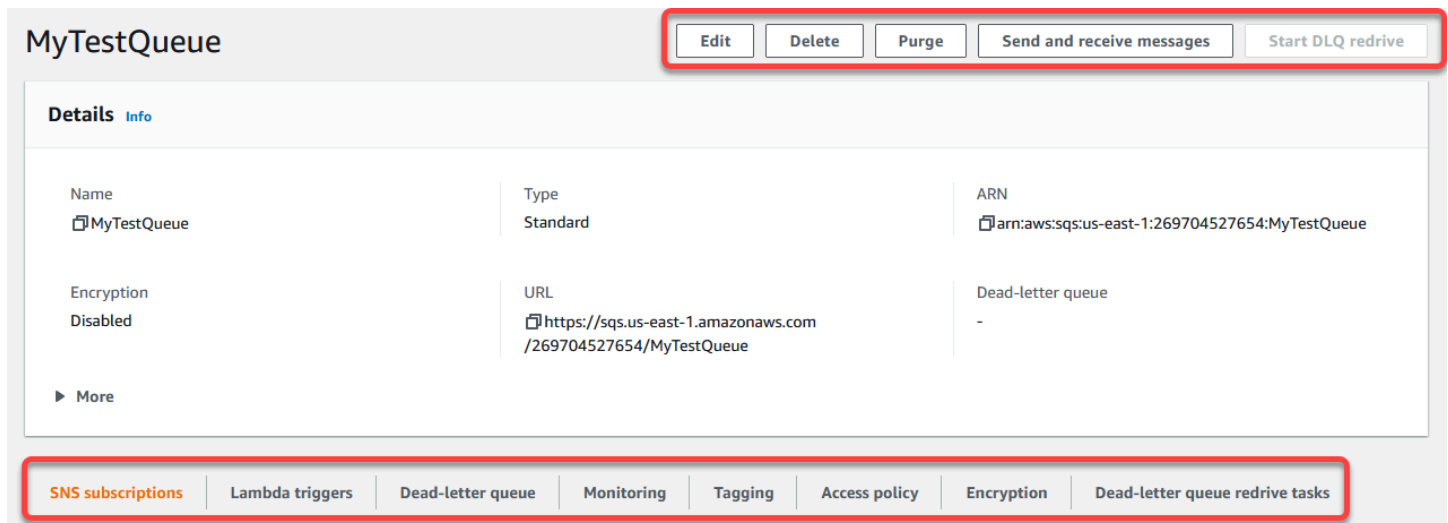 MyTestQueue
Edit
Delete
Purge
Send and receive messages
Start DLQ redrive
Details Info
Name
MyTestQueue
Type
Standard
ARN
arn:aws:sqs:us-east-1:269704527654:MyTestQueue
Encryption
Disabled
URL
https://sqs.us-east-1.amazonaws.com
/269704527654/MyTestQueue
Dead-letter queue
-
More
SNS subscriptions
Lambda triggers
Dead-letter queue
Monitoring
Tagging
Access policy
Encryption
Dead-letter queue redrive tasks